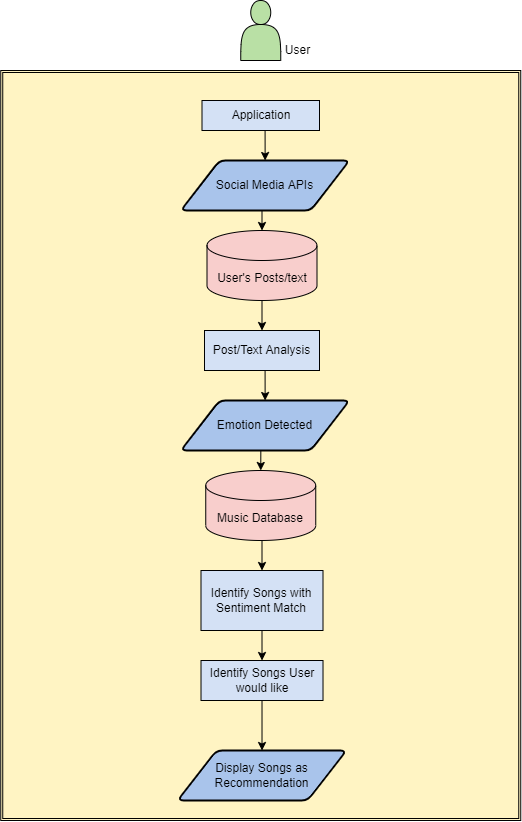 User
Application
Social Media APIs
User's Posts/text
Post/Text Analysis
Emotion Detected
Music Database
Identify Songs with
Sentiment Match
Identify Songs User
would like
Display Songs as
Recommendation